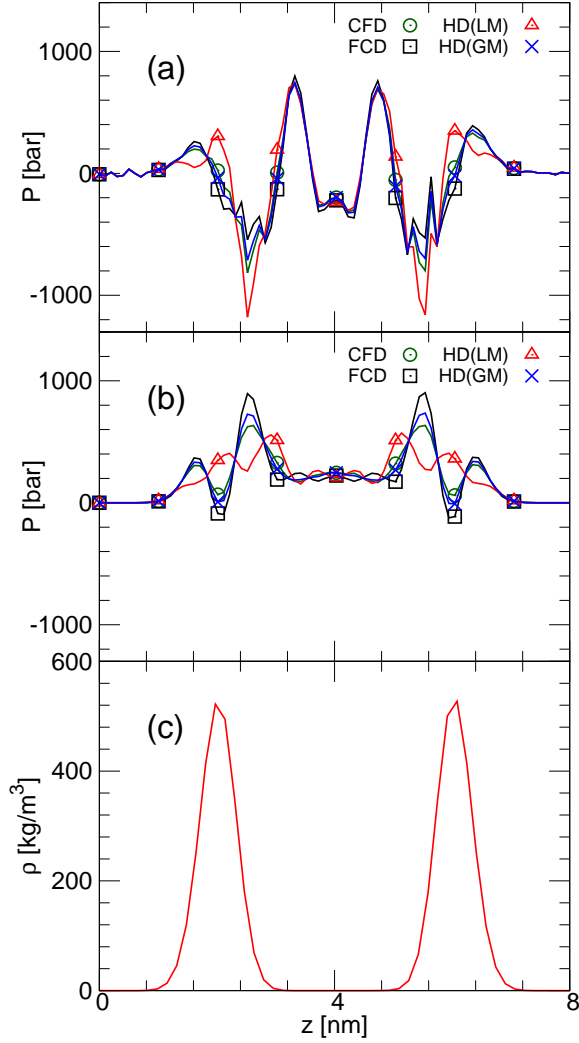 1000
(a)
CFD HD(LM)
FCD HD(GM)
P [bar]
0
-1000
1000
(b)
CFD HD(LM)
FCD HD(GM)
P [bar]
0
-1000
600
(c)
400
ρ [kg/m³]
200
0
0 4 8
z [nm]